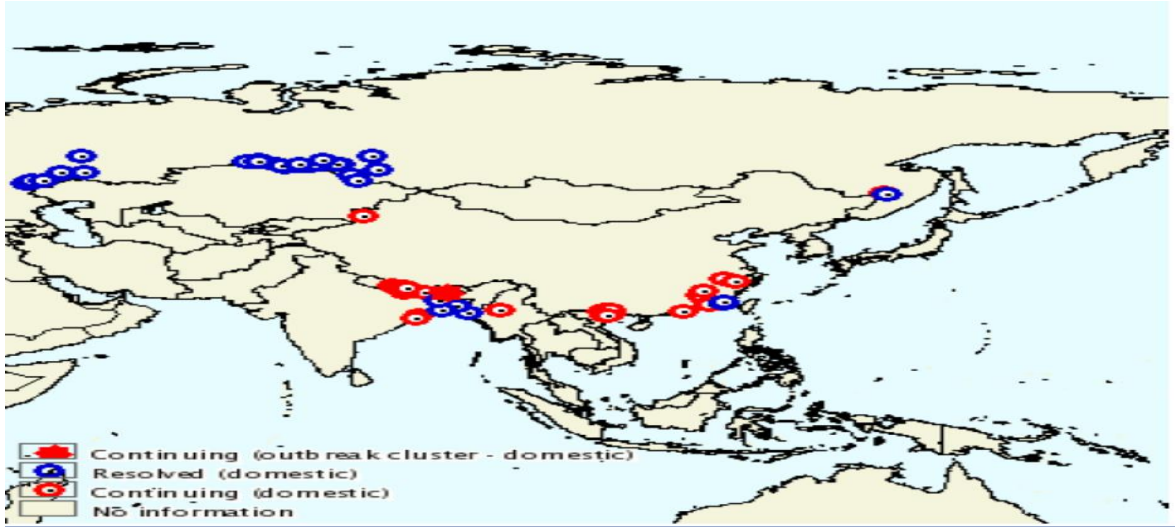 Continuing (outbreak cluster - domestic)
Resolved (domestic)
Continuing (domestic)
No information